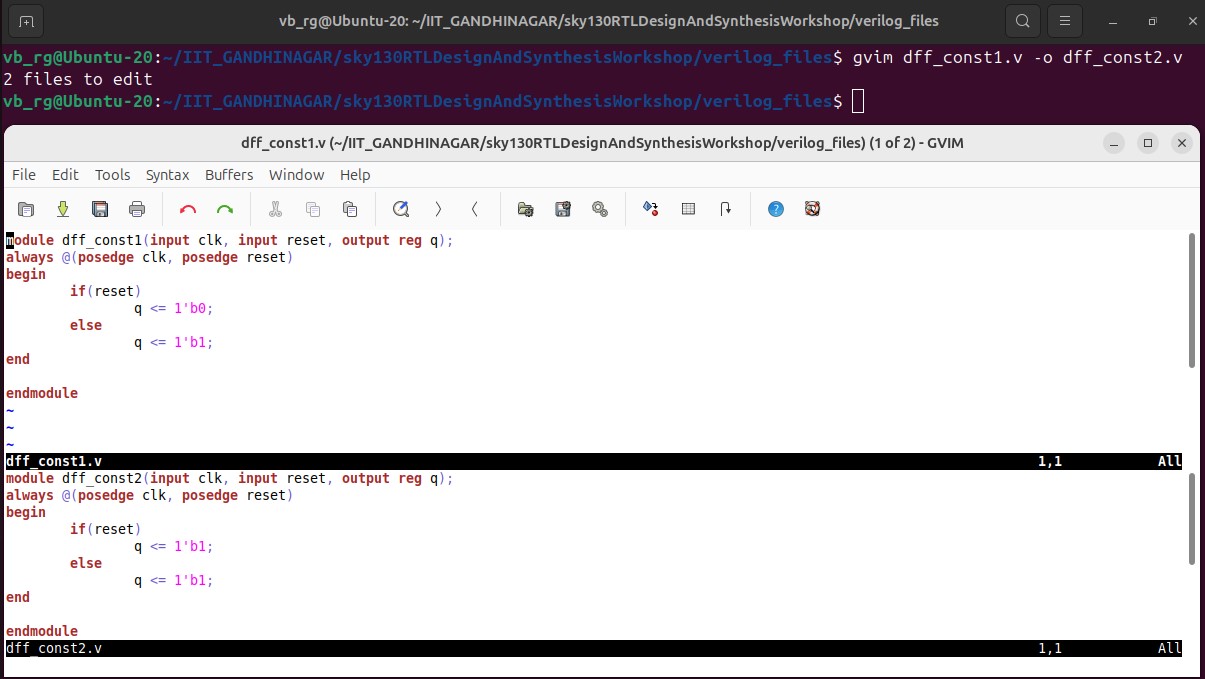 vb_rg@Ubuntu-20: ~/IIT_GANDHINAGAR/sky130RTLDesignAndSynthesisWorkshop/verilog_files
vb_rg@Ubuntu-20:~/IIT_GANDHINAGAR/sky130RTLDesignAndSynthesisWorkshop/verilog_files$ gvim dff_const1.v -o dff_const2.v
2 files to edit
vb_rg@Ubuntu-20:~/IIT_GANDHINAGAR/sky130RTLDesignAndSynthesisWorkshop/verilog_files$
dff_const1.v (~/IIT_GANDHINAGAR/sky130RTLDesignAndSynthesisWorkshop/verilog_files) (1 of 2) - GVIM
File Edit Tools Syntax Buffers Window Help
module dff_const1(input clk, input reset, output reg q);
always @(posedge clk, posedge reset)
begin
        if(reset)
                q <= 1'b0;
        else
                q <= 1'b1;
end
endmodule
~
~
~
dff_const1.v 1,1 All
module dff_const2(input clk, input reset, output reg q);
always @(posedge clk, posedge reset)
begin
        if(reset)
                q <= 1'b1;
        else
                q <= 1'b1;
end
endmodule
dff_const2.v 1,1 All